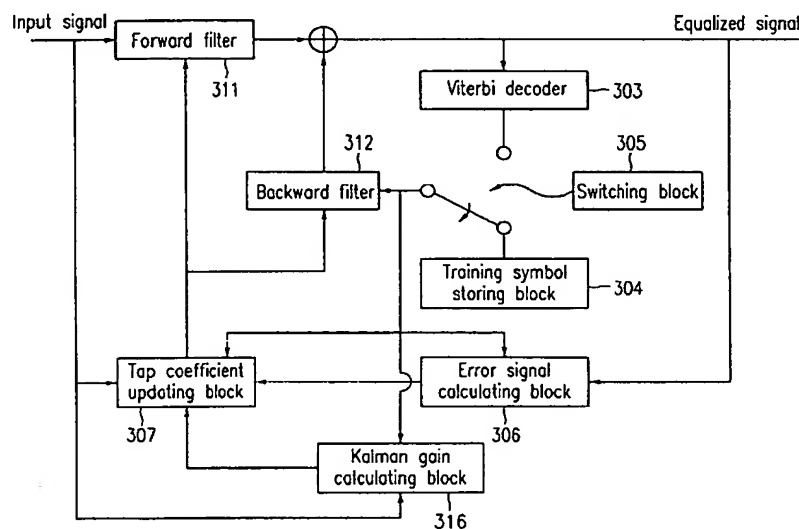 Input signal
Equalized signal
Forward filter
311
Viterbi decoder
303
312
Backward filter
305
Switching block
Training symbol
storing block
304
Tap coefficient
updating block
307
Error signal
calculating block
306
Kalman gain
calculating block
316